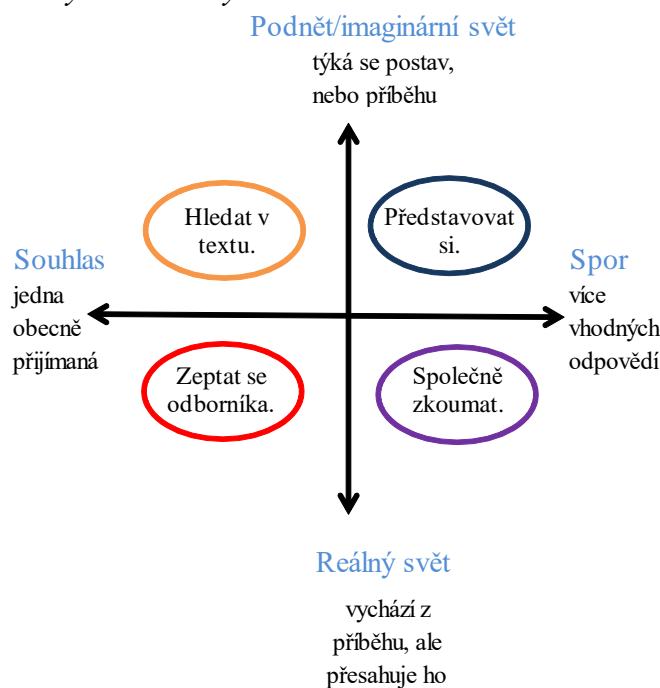 Podnět/imaginární svět
týká se postav,
nebo příběhu
Hledat v
textu.
Představovat
si.
Souhlas
jedna
obecně
přijímaná
Spor
více
vhodných
odpovědí
Zeptat se
odborníka.
Společně
zkoumat.
Reálný svět
vychází z
příběhu, ale
přesahuje ho